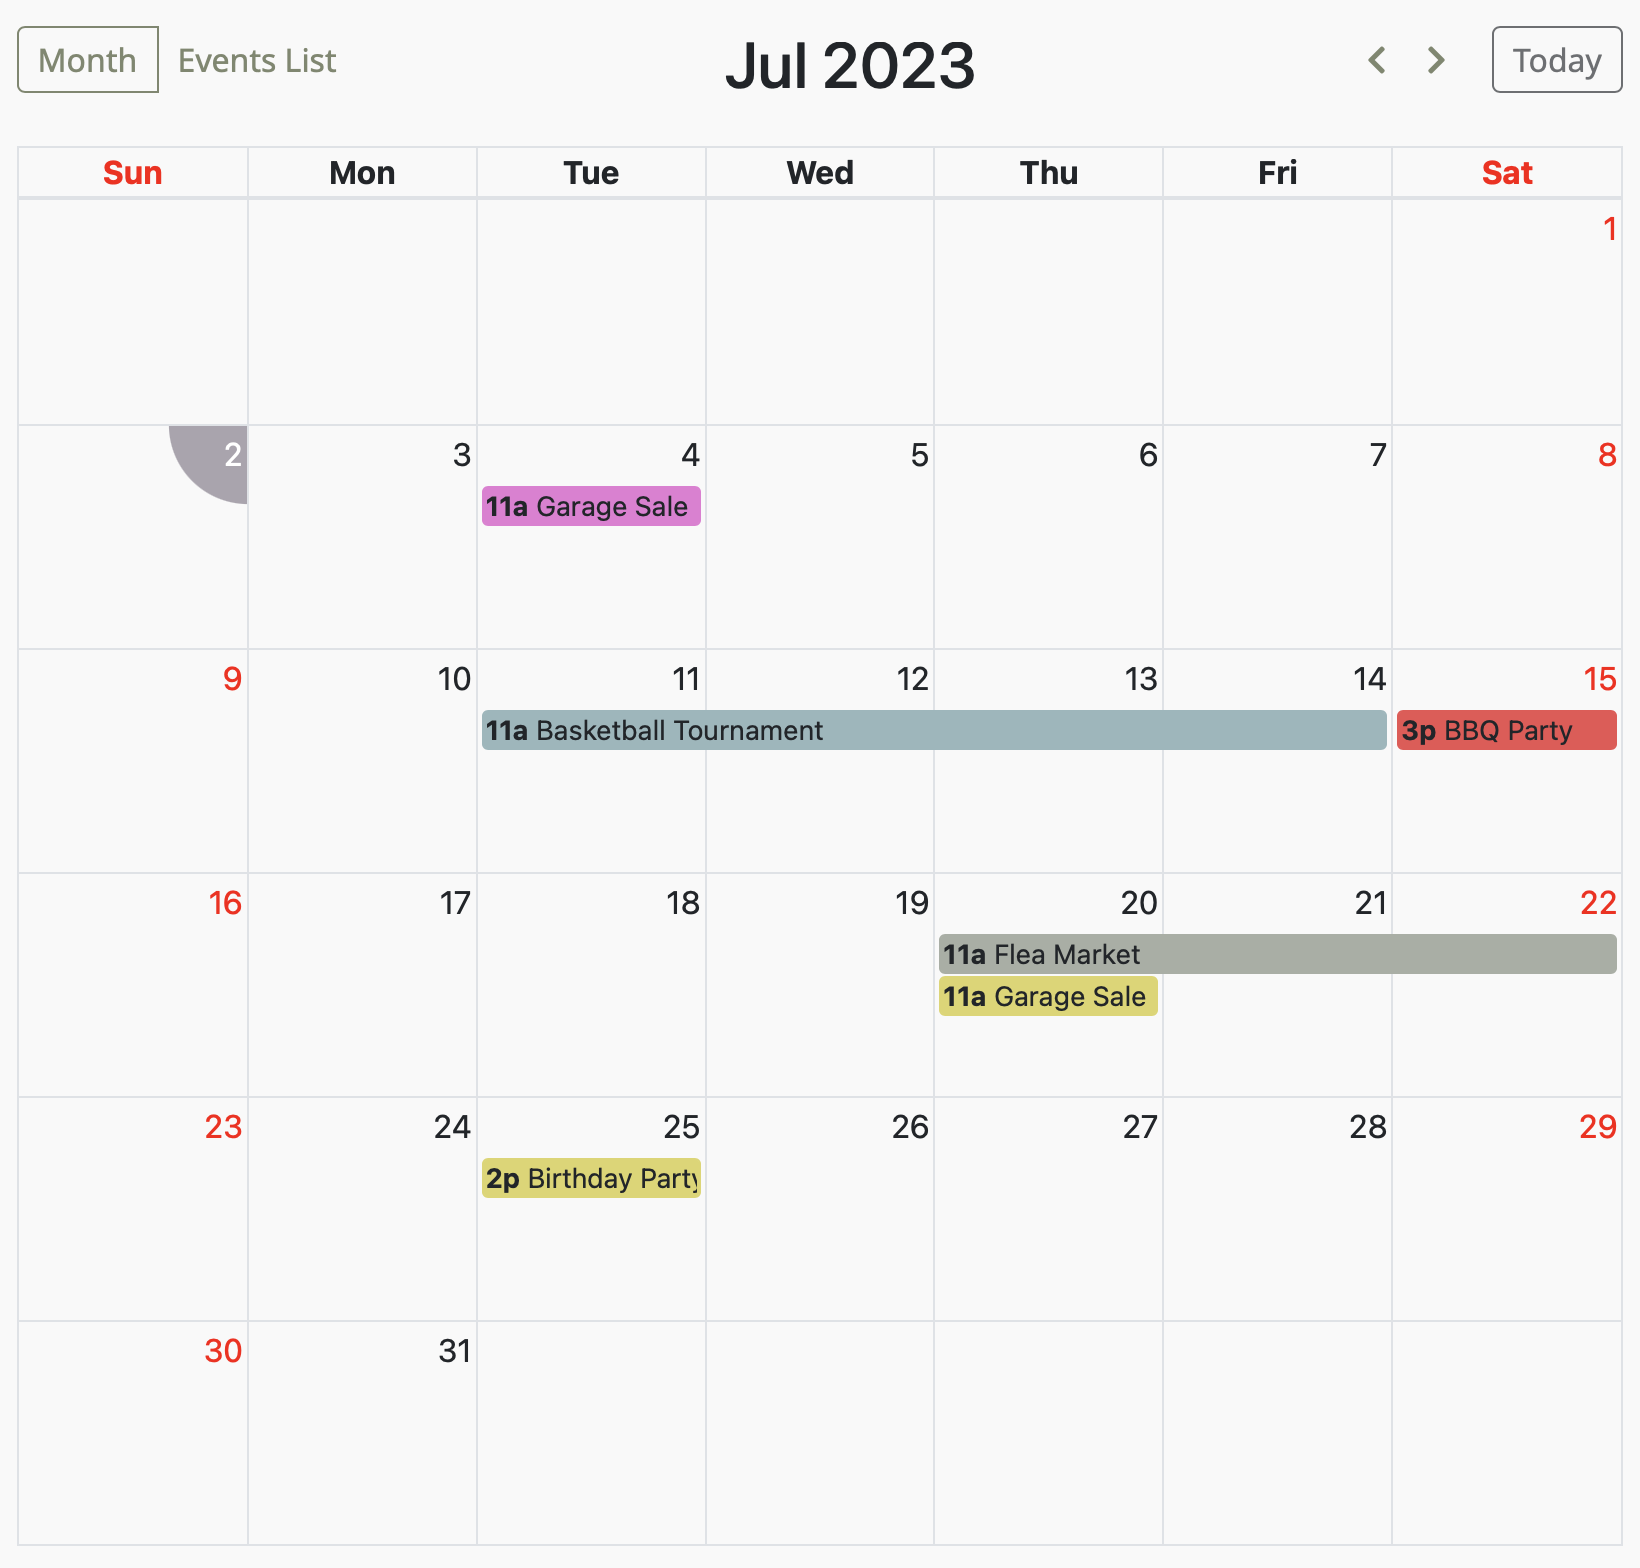 Month Events List Jul 2023 Today
Sun Mon Tue Wed Thu Fri Sat
1
2 3 4 5 6 7 8
11a Garage Sale
9 10 11 12 13 14 15
11a Basketball Tournament 3p BBQ Party
16 17 18 19 20 21 22
11a Flea Market
11a Garage Sale
23 24 25 26 27 28 29
2p Birthday Party
30 31